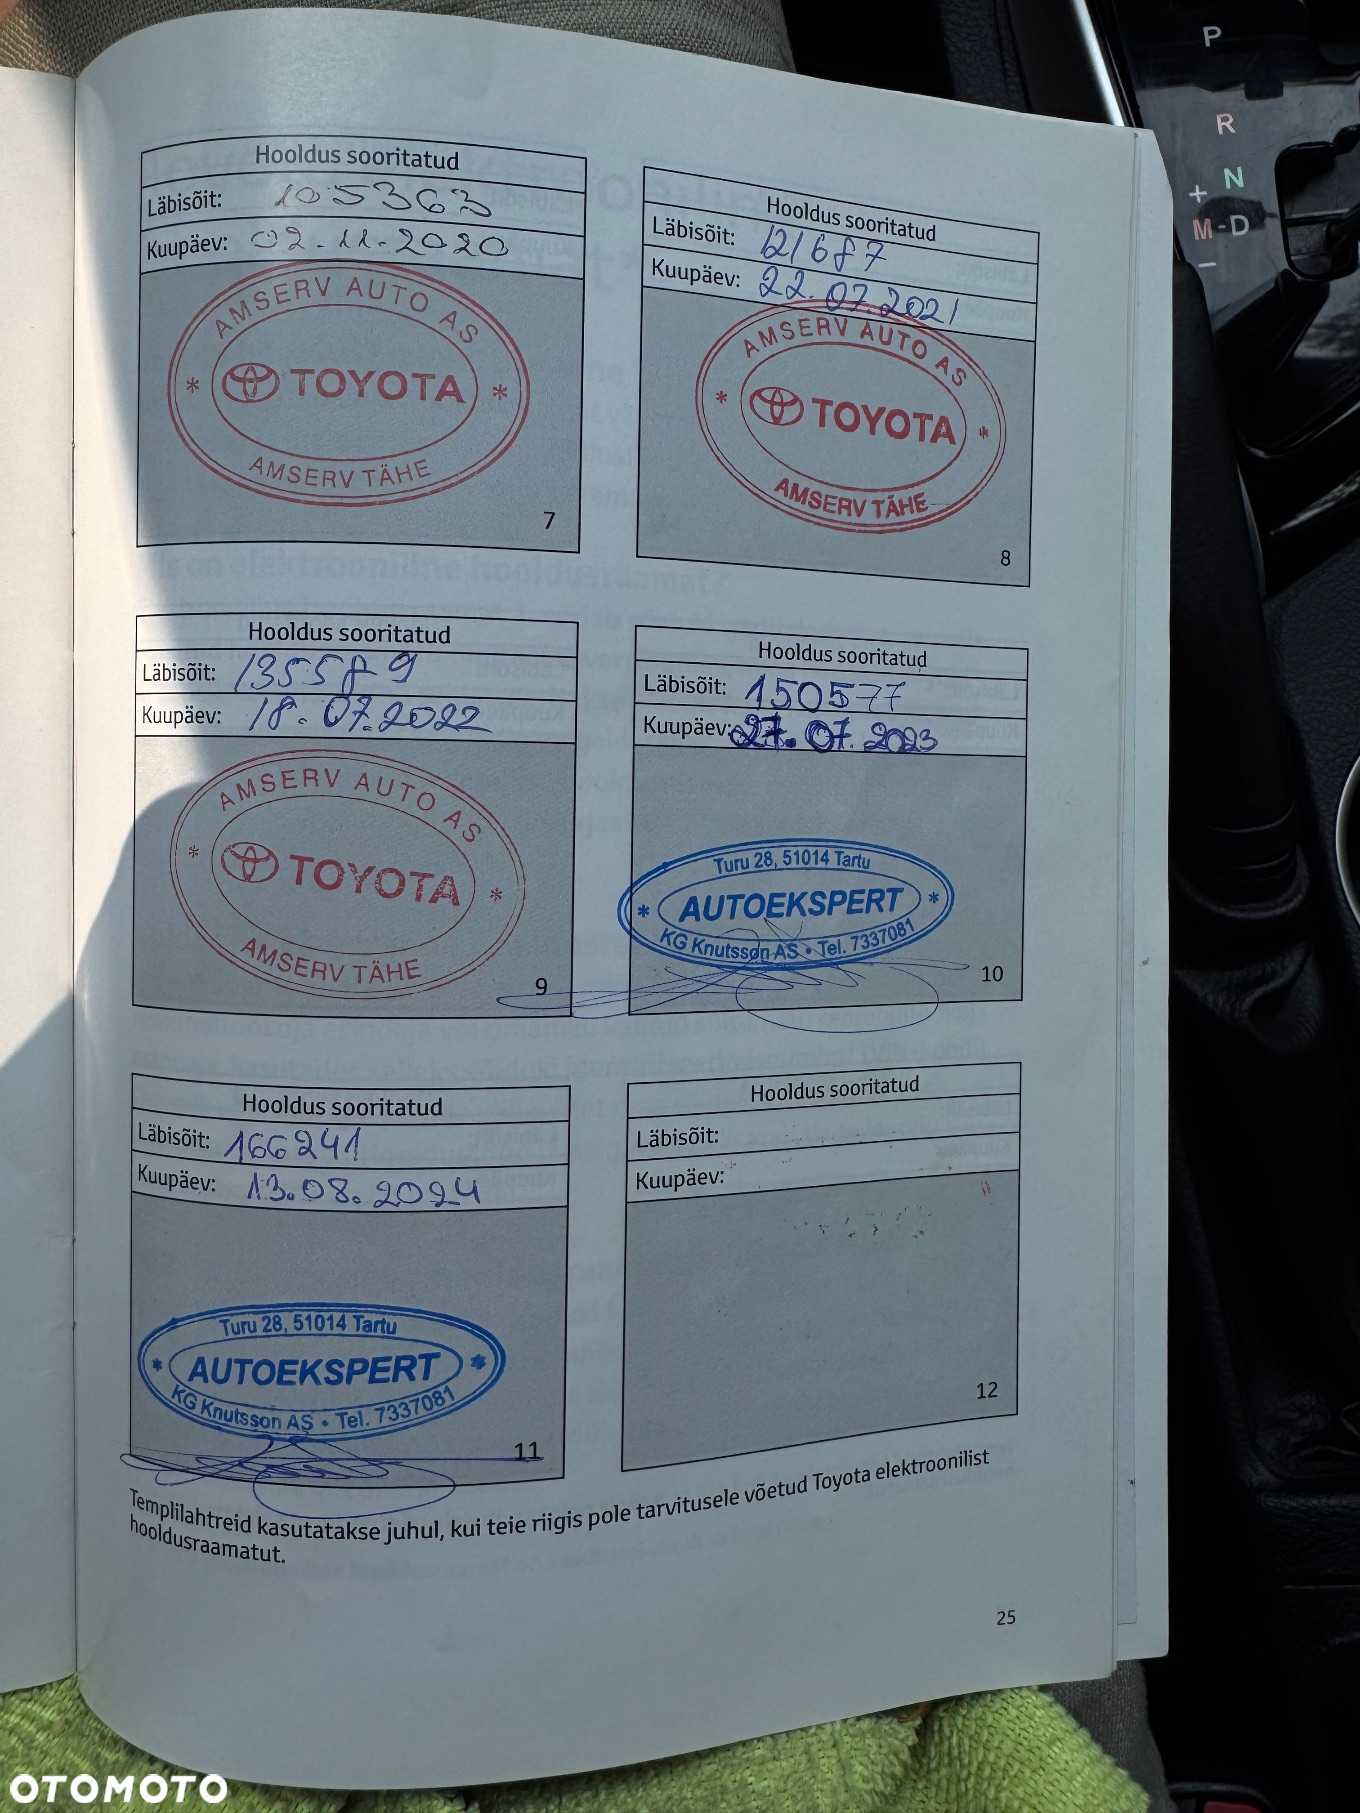 Hooldus sooritatud
Läbisõit: 105363
Kuupäev: 02.11.2020
AMSERV AUTO AS
* TOYOTA *
AMSERV TÄHE
7
Hooldus sooritatud
Läbisõit: 121687
Kuupäev: 22.07.2021
AMSERV AUTO AS
* TOYOTA *
AMSERV TÄHE
8
Hooldus sooritatud
Läbisõit: 135589
Kuupäev: 18.07.2022
AMSERV AUTO AS
* TOYOTA *
AMSERV TÄHE
9
Hooldus sooritatud
Läbisõit: 150577
Kuupäev: 27.07.2023
Turu 28, 51014 Tartu
* AUTOEKSPERT *
KG Knutsson AS • Tel. 7337081
10
Hooldus sooritatud
Läbisõit: 166241
Kuupäev: 13.08.2024
Turu 28, 51014 Tartu
* AUTOEKSPERT *
KG Knutsson AS • Tel. 7337081
11
Hooldus sooritatud
Läbisõit:
Kuupäev:
12
Templilahtreid kasutatakse juhul, kui teie riigis pole tarvitusele võetud Toyota elektroonilist
hooldusraamatut.
25
P
R
N
+
M-D
−
OTOMOTO